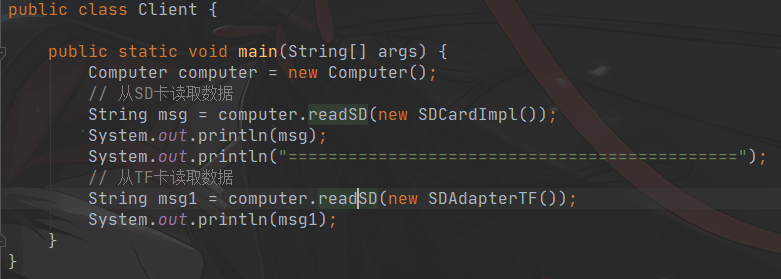 public class Client {
public static void main(String[] args) {
Computer computer = new Computer();
// 从SD卡读取数据
String msg = computer.readSD(new SDCardImpl());
System.out.println(msg);
System.out.println("=============================================");
// 从TF卡读取数据
String msg1 = computer.readSD(new SDAdapterTF());
System.out.println(msg1);
}
}